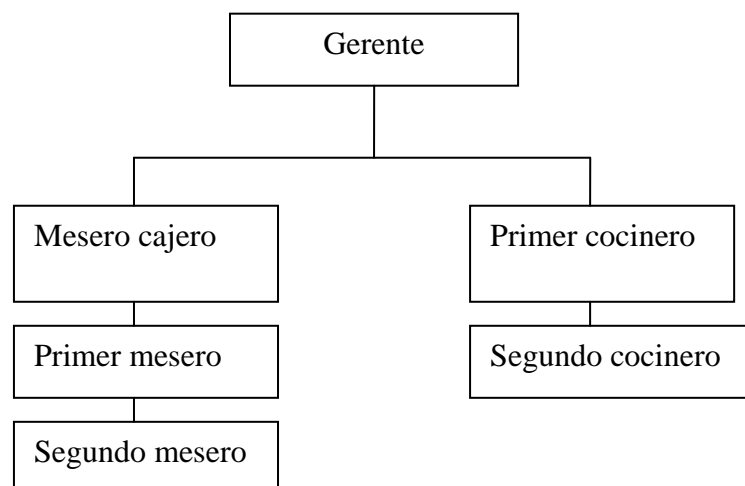 Gerente
Mesero cajero
Primer cocinero
Primer mesero
Segundo cocinero
Segundo mesero